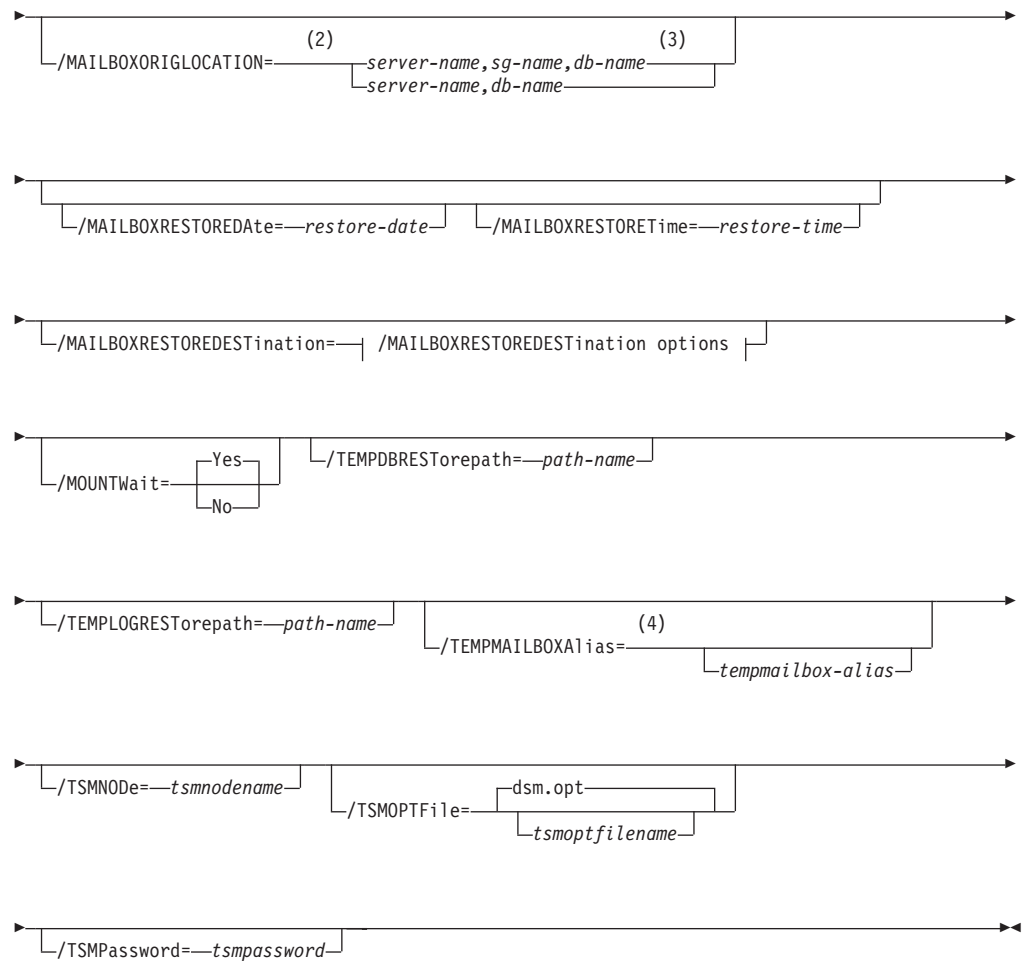 (2) (3)
/MAILBOXORIGLOCATION= server-name,sg-name,db-name
server-name,db-name
/MAILBOXRESTOREDAte= restore-date /MAILBOXRESTORETime= restore-time
/MAILBOXRESTOREDESTination= /MAILBOXRESTOREDESTination options
Yes
/MOUNTWait=
No
/TEMPDBRESTorepath= path-name
/TEMPLOGRESTorepath= path-name
(4)
/TEMPMAILBOXAlias=
tempmailbox-alias
/TSMNODe= tsmnodename
dsm.opt
/TSMOPTFile=
tsmoptfilename
/TSMPassword= tsmpassword